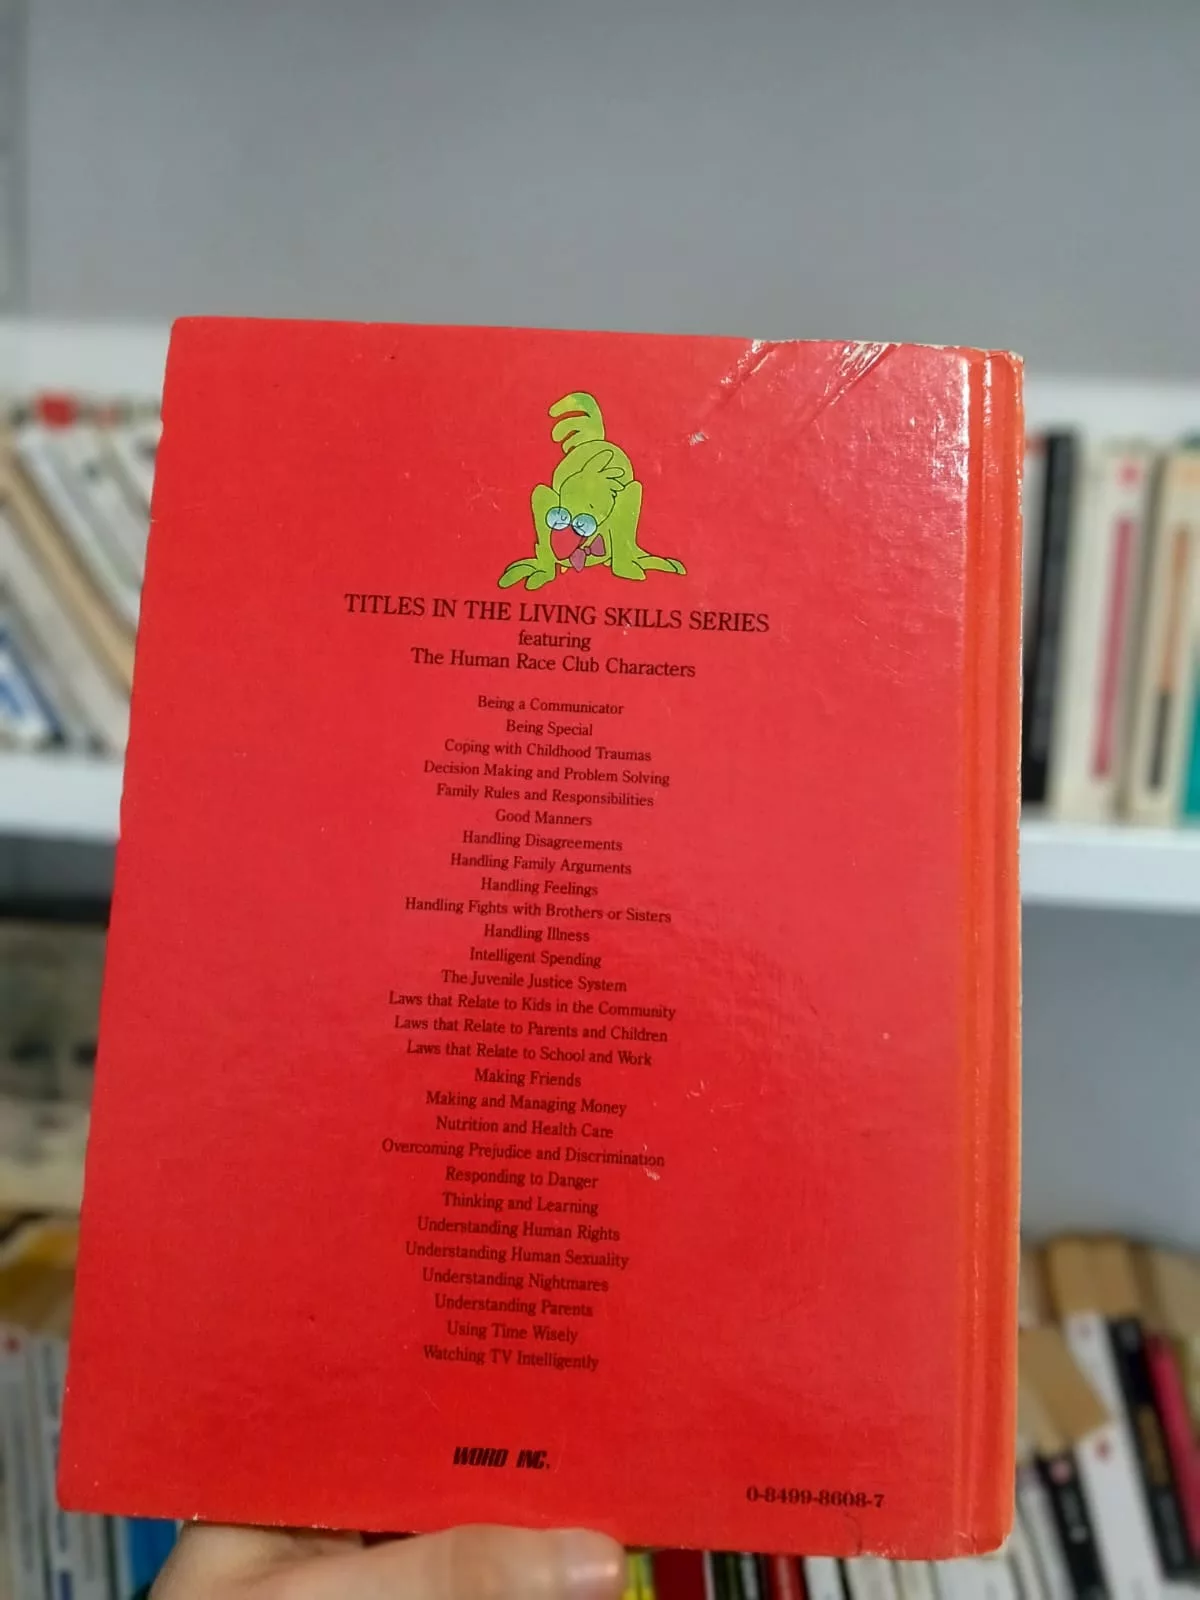 TITLES IN THE LIVING SKILLS SERIES
featuring
The Human Race Club Characters
Being a Communicator
Being Special
Coping with Childhood Traumas
Decision Making and Problem Solving
Family Rules and Responsibilities
Good Manners
Handling Disagreements
Handling Family Arguments
Handling Feelings
Handling Fights with Brothers or Sisters
Handling Illness
Intelligent Spending
The Juvenile Justice System
Laws that Relate to Kids in the Community
Laws that Relate to Parents and Children
Laws that Relate to School and Work
Making Friends
Making and Managing Money
Nutrition and Health Care
Overcoming Prejudice and Discrimination
Responding to Danger
Thinking and Learning
Understanding Human Rights
Understanding Human Sexuality
Understanding Nightmares
Understanding Parents
Using Time Wisely
Watching TV Intelligently
WORD INC.
0-8499-8608-7